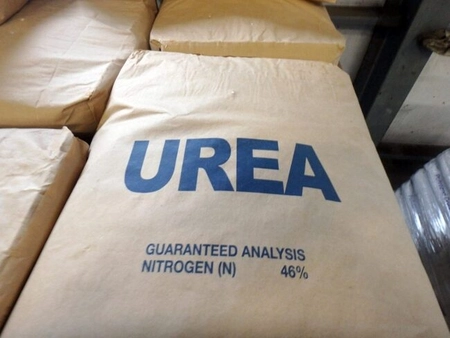 UREA
GUARANTEED ANALYSIS
NITROGEN (N) 46%